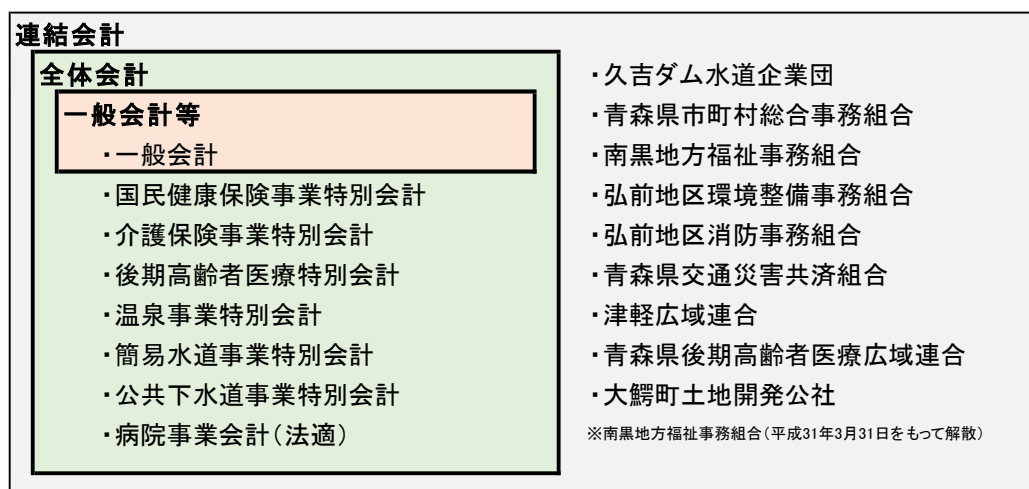 連結会計
全体会計
一般会計等
・一般会計
・国民健康保険事業特別会計
・介護保険事業特別会計
・後期高齢者医療特別会計
・温泉事業特別会計
・簡易水道事業特別会計
・公共下水道事業特別会計
・病院事業会計(法適)
・久吉ダム水道企業団
・青森県市町村総合事務組合
・南黒地方福祉事務組合
・弘前地区環境整備事務組合
・弘前地区消防事務組合
・青森県交通災害共済組合
・津軽広域連合
・青森県後期高齢者医療広域連合
・大鰐町土地開発公社
※南黒地方福祉事務組合(平成31年3月31日をもって解散)